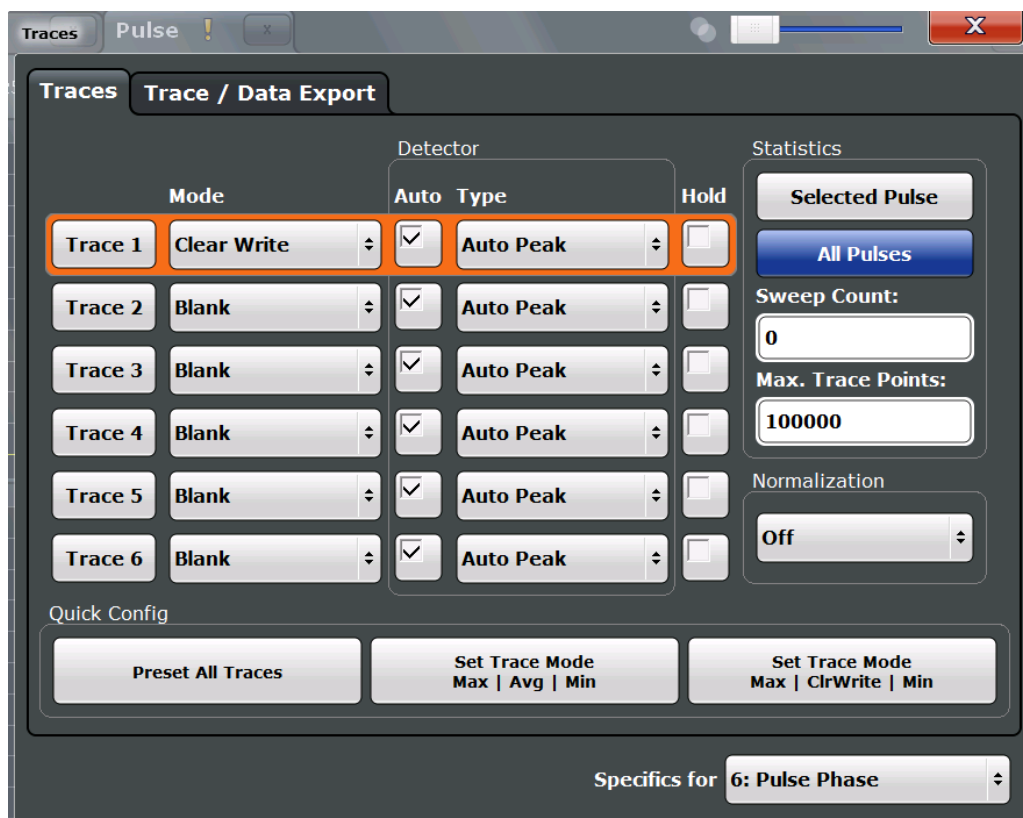 Traces Pulse ! x X
Traces Trace / Data Export
Detector Statistics
Mode Auto Type Hold Selected Pulse
Trace 1 Clear Write Auto Peak
All Pulses
Trace 2 Blank Auto Peak
Sweep Count:
0
Trace 3 Blank Auto Peak
Max. Trace Points:
100000
Trace 4 Blank Auto Peak
Trace 5 Blank Auto Peak
Normalization
Off
Trace 6 Blank Auto Peak
Quick Config
Preset All Traces
Set Trace Mode
Max | Avg | Min
Set Trace Mode
Max | ClrWrite | Min
Specifics for 6: Pulse Phase